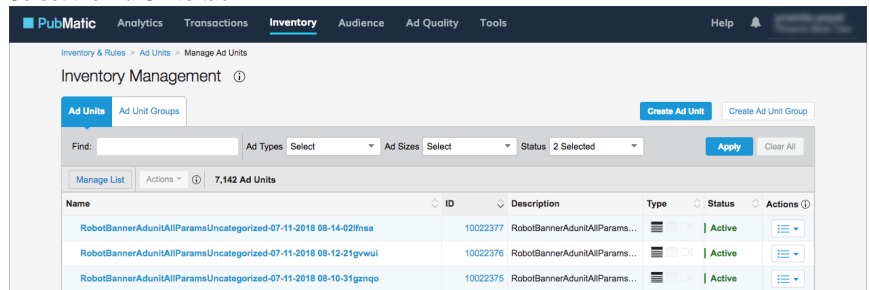 PubMatic Analytics Transactions Inventory Audience Ad Quality Tools Help
Inventory & Rules > Ad Units > Manage Ad Units
Inventory Management
Ad Units Ad Unit Groups Create Ad Unit Create Ad Unit Group
Find: Ad Types Select Ad Sizes Select Status 2 Selected Apply Clear All
Manage List Actions 7,142 Ad Units
Name ID Description Type Status Actions
RobotBannerAdunitAllParamsUncategorized-07-11-2018 08-14-02lfnsa 10022377 RobotBannerAdunitAllParams... Active
RobotBannerAdunitAllParamsUncategorized-07-11-2018 08-12-21gvwui 10022376 RobotBannerAdunitAllParams... Active
RobotBannerAdunitAllParamsUncategorized-07-11-2018 08-10-31gznqo 10022375 RobotBannerAdunitAllParams... Active